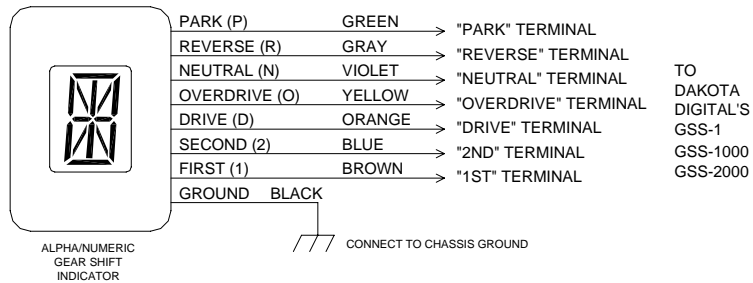 PARK (P) GREEN "PARK" TERMINAL
REVERSE (R) GRAY "REVERSE" TERMINAL
NEUTRAL (N) VIOLET "NEUTRAL" TERMINAL
OVERDRIVE (O) YELLOW "OVERDRIVE" TERMINAL
DRIVE (D) ORANGE "DRIVE" TERMINAL
SECOND (2) BLUE "2ND" TERMINAL
FIRST (1) BROWN "1ST" TERMINAL
GROUND BLACK
TO
DAKOTA
DIGITAL'S
GSS-1
GSS-1000
GSS-2000
CONNECT TO CHASSIS GROUND
ALPHA/NUMERIC
GEAR SHIFT
INDICATOR